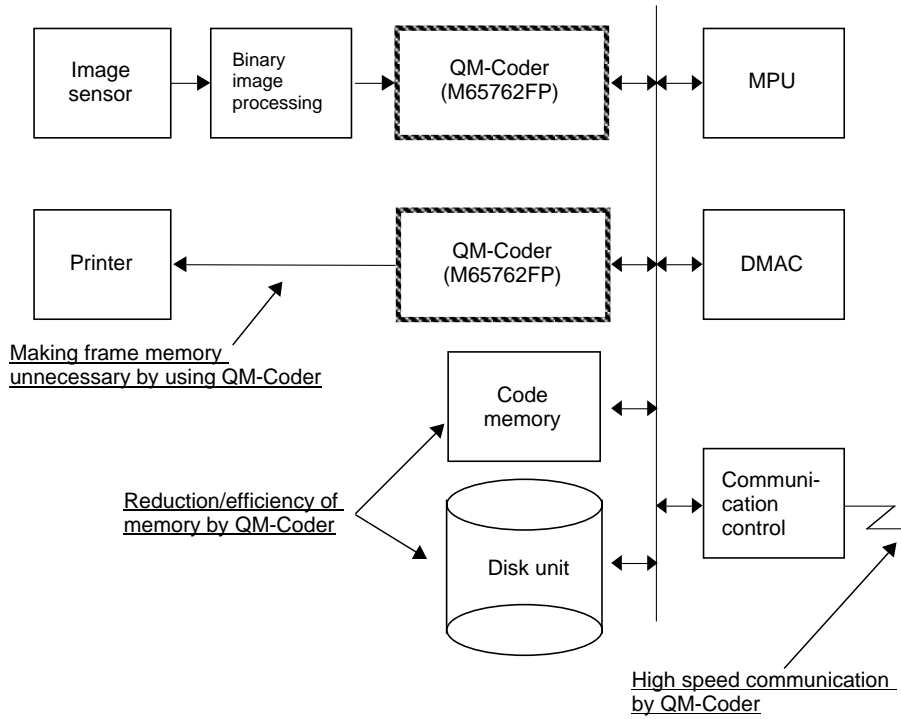 Image
sensor
Binary
image
processing
QM-Coder
(M65762FP)
MPU
Printer
QM-Coder
(M65762FP)
DMAC
Making frame memory
unnecessary by using QM-Coder
Code
memory
Reduction/efficiency of
memory by QM-Coder
Communi-
cation
control
Disk unit
High speed communication
by QM-Coder